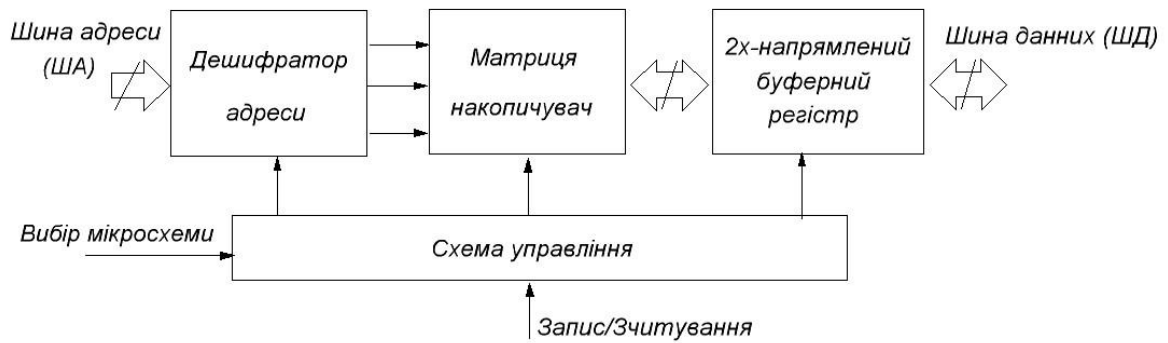 Шина адреси
(ША)
Дешифратор
адреси
Матриця
накопичувач
2х-напрямлений
буферний
регістр
Шина данних (ШД)
Вибір мікросхеми
Схема управління
Запис/Зчитування